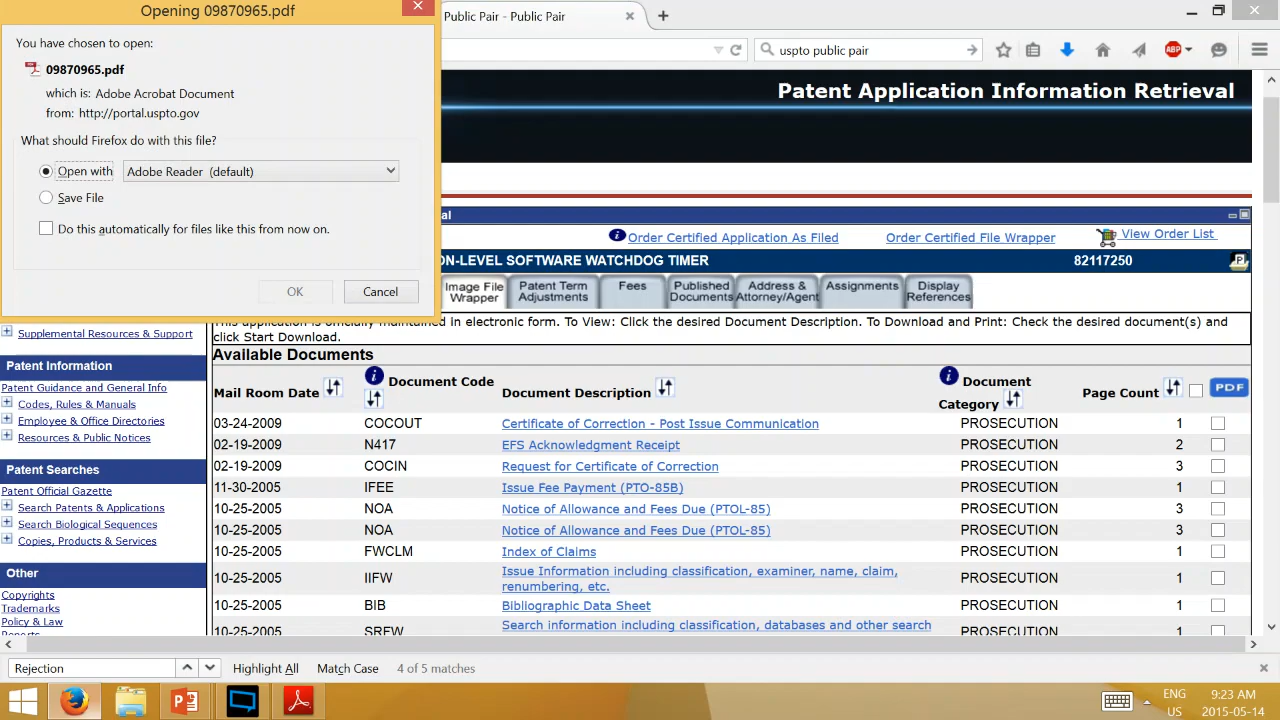 Opening 09870965.pdf
You have chosen to open:
09870965.pdf
which is: Adobe Acrobat Document
from: http://portal.uspto.gov
What should Firefox do with this file?
Open with Adobe Reader (default)
Save File
Do this automatically for files like this from now on.
OK Cancel
Public Pair - Public Pair
uspto public pair
ABP
Patent Application Information Retrieval
al
Order Certified Application As Filed Order Certified File Wrapper View Order List
ON-LEVEL SOFTWARE WATCHDOG TIMER 82117250
Image File Wrapper
Patent Term Adjustments
Fees
Published Documents
Address & Attorney/Agent
Assignments
Display References
This application is officially maintained in electronic form. To View: Click the desired Document Description. To Download and Print: Check the desired document(s) and
click Start Download.
Available Documents
Mail Room Date Document Code Document Description Document Category Page Count PDF
03-24-2009 COCOUT Certificate of Correction - Post Issue Communication PROSECUTION 1
02-19-2009 N417 EFS Acknowledgment Receipt PROSECUTION 2
02-19-2009 COCIN Request for Certificate of Correction PROSECUTION 3
11-30-2005 IFEE Issue Fee Payment (PTO-85B) PROSECUTION 1
10-25-2005 NOA Notice of Allowance and Fees Due (PTOL-85) PROSECUTION 3
10-25-2005 NOA Notice of Allowance and Fees Due (PTOL-85) PROSECUTION 3
10-25-2005 FWCLM Index of Claims PROSECUTION 1
10-25-2005 IIFW Issue Information including classification, examiner, name, claim, renumbering, etc. PROSECUTION 1
10-25-2005 BIB Bibliographic Data Sheet PROSECUTION 1
10-25-2005 SRFW Search information including classification, databases and other search PROSECUTION 1
Supplemental Resources & Support
Patent Information
Patent Guidance and General Info
Codes, Rules & Manuals
Employee & Office Directories
Resources & Public Notices
Patent Searches
Patent Official Gazette
Search Patents & Applications
Search Biological Sequences
Copies, Products & Services
Other
Copyrights
Trademarks
Policy & Law
Reports
Rejection Highlight All Match Case 4 of 5 matches
ENG
US
9:23 AM
2015-05-14